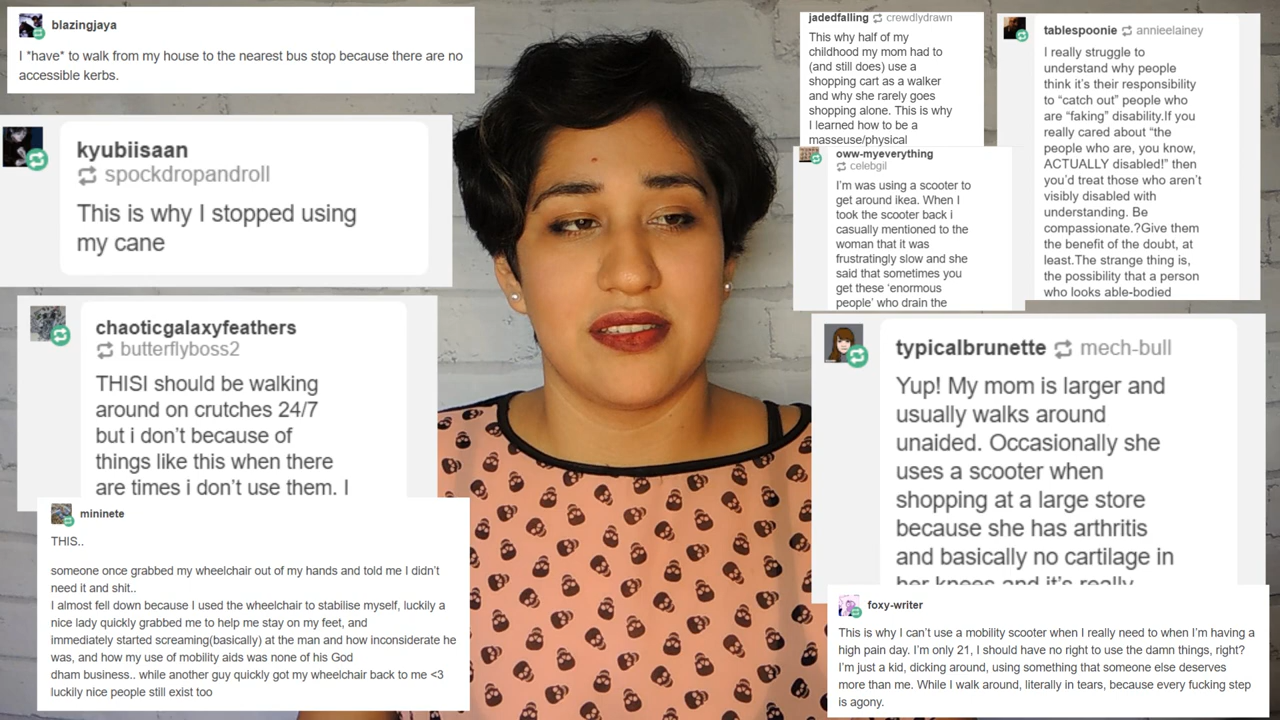 blazingjaya
I *have* to walk from my house to the nearest bus stop because there are no
accessible kerbs.
kyubiisaan
spockdropandroll
This is why I stopped using
my cane
chaoticgalaxyfeathers
butterflyboss2
THISI should be walking
around on crutches 24/7
but i don't because of
things like this when there
are times i don't use them. I
mininete
THIS..
someone once grabbed my wheelchair out of my hands and told me I didn't
need it and shit..
I almost fell down because I used the wheelchair to stabilise myself, luckily a
nice lady quickly grabbed me to help me stay on my feet, and
immediately started screaming(basically) at the man and how inconsiderate he
was, and how my use of mobility aids was none of his God
dham business.. while another guy quickly got my wheelchair back to me <3
luckily nice people still exist too
jadedfalling crewdlydrawn
This why half of my
childhood my mom had to
(and still does) use a
shopping cart as a walker
and why she rarely goes
shopping alone. This is why
I learned how to be a
masseuse/physical
oww-myeverything
celebgil
I'm was using a scooter to
get around ikea. When I
took the scooter back i
casually mentioned to the
woman that it was
frustratingly slow and she
said that sometimes you
get these 'enormous
people' who drain the
tablespoonie annieelainey
I really struggle to
understand why people
think it's their responsibility
to "catch out" people who
are "faking" disability.If you
really cared about "the
people who are, you know,
ACTUALLY disabled!" then
you'd treat those who aren't
visibly disabled with
understanding. Be
compassionate.?Give them
the benefit of the doubt, at
least.The strange thing is,
the possibility that a person
who looks able-bodied
typicalbrunette mech-bull
Yup! My mom is larger and
usually walks around
unaided. Occasionally she
uses a scooter when
shopping at a large store
because she has arthritis
and basically no cartilage in
her knees and it's really
foxy-writer
This is why I can't use a mobility scooter when I really need to when I'm having a
high pain day. I'm only 21, I should have no right to use the damn things, right?
I'm just a kid, dicking around, using something that someone else deserves
more than me. While I walk around, literally in tears, because every fucking step
is agony.